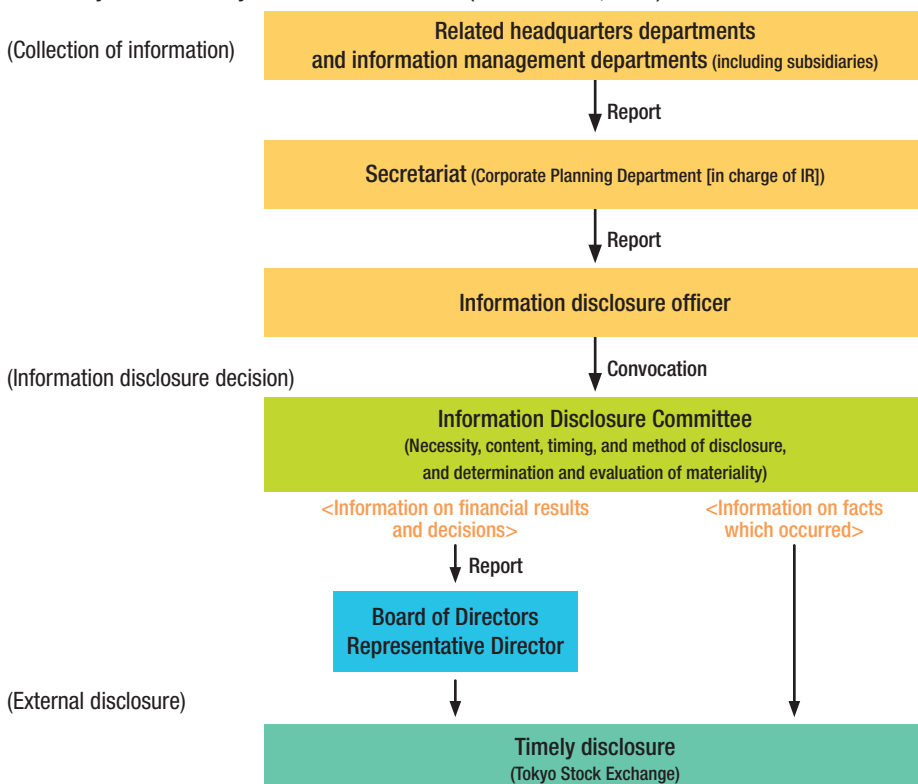 (Collection of information)
Related headquarters departments
and information management departments (including subsidiaries)
Report
Secretariat (Corporate Planning Department [in charge of IR])
Report
Information disclosure officer
Convocation
(Information disclosure decision)
Information Disclosure Committee
(Necessity, content, timing, and method of disclosure,
and determination and evaluation of materiality)
<Information on financial results
and decisions>
<Information on facts
which occurred>
Report
Board of Directors
Representative Director
(External disclosure)
Timely disclosure
(Tokyo Stock Exchange)